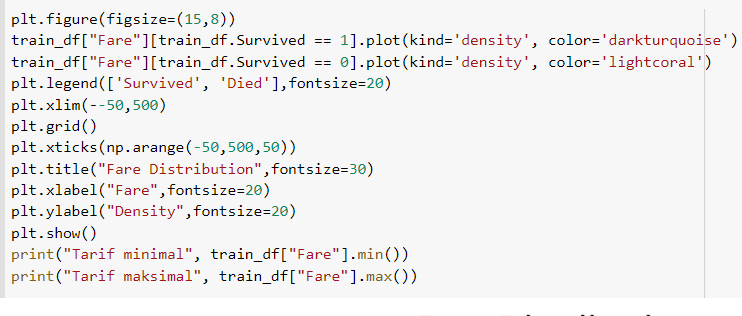 plt.figure(figsize=(15,8))
train_df["Fare"][train_df.Survived == 1].plot(kind='density', color='darkturquoise')
train_df["Fare"][train_df.Survived == 0].plot(kind='density', color='lightcoral')
plt.legend(['Survived', 'Died'],fontsize=20)
plt.xlim(--50,500)
plt.grid()
plt.xticks(np.arange(-50,500,50))
plt.title("Fare Distribution",fontsize=30)
plt.xlabel("Fare",fontsize=20)
plt.ylabel("Density",fontsize=20)
plt.show()
print("Tarif minimal", train_df["Fare"].min())
print("Tarif maksimal", train_df["Fare"].max())